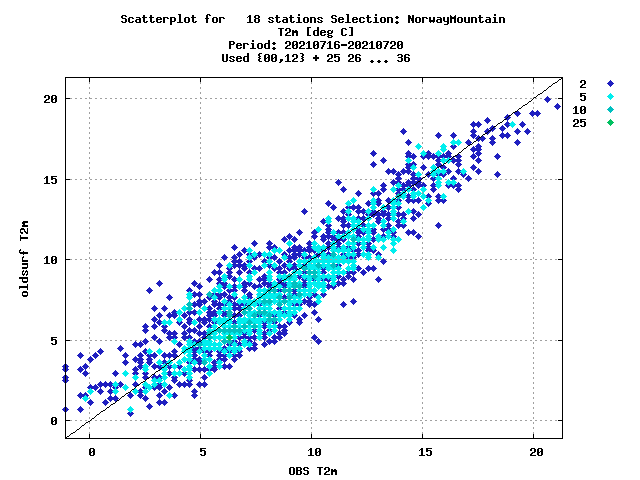 Scatterplot for   18 stations Selection: NorwayMountain
T2m [deg C]
Period: 20210716-20210720
Used {00,12} + 25 26 ... 36
2
5
10
25
20
15
10
5
0
oldsurf T2m
0 5 10 15 20
OBS T2m